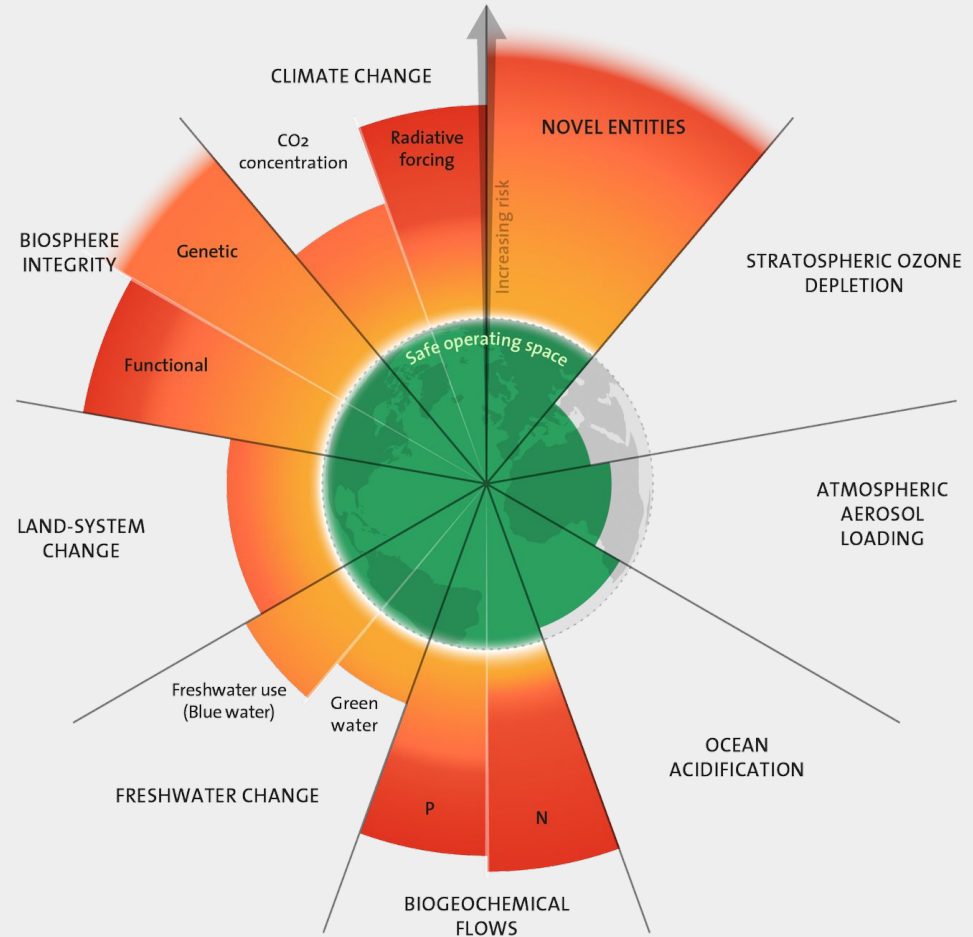 CLIMATE CHANGE
CO2
concentration
Radiative
forcing
NOVEL ENTITIES
Increasing risk
STRATOSPHERIC OZONE
DEPLETION
BIOSPHERE
INTEGRITY
Genetic
Functional
Safe operating space
ATMOSPHERIC
AEROSOL
LOADING
LAND-SYSTEM
CHANGE
Freshwater use
(Blue water)
Green
water
FRESHWATER CHANGE
P
N
OCEAN
ACIDIFICATION
BIOGEOCHEMICAL
FLOWS